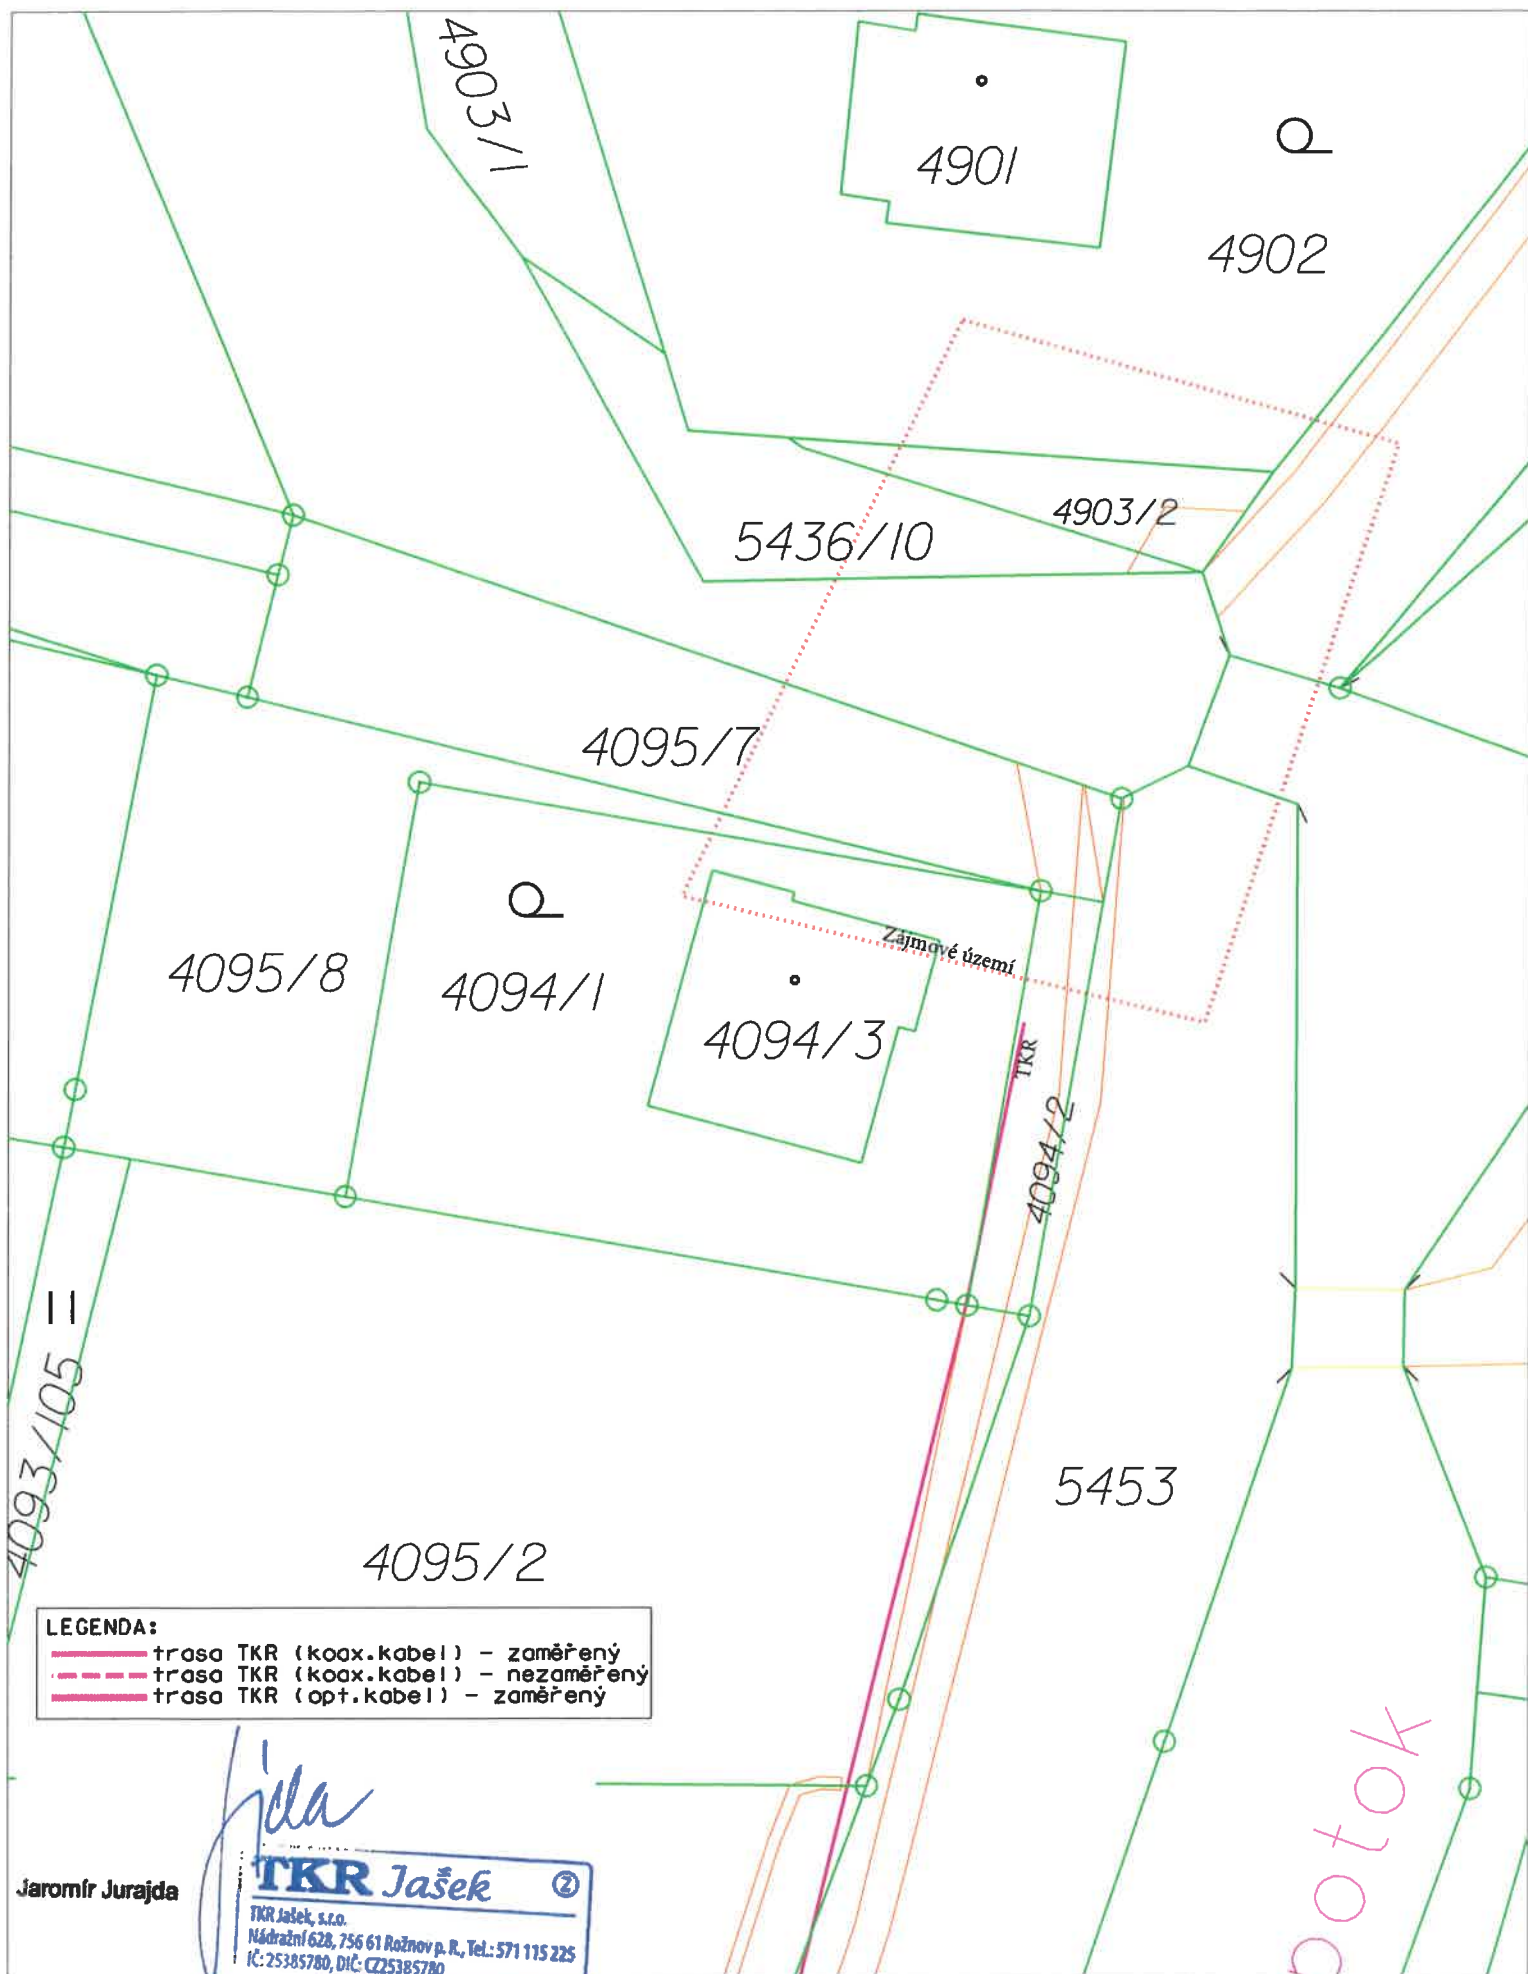 4903/1
4901
4902
5436/10
4903/2
4095/7
4095/8
4094/1
Zájmové území
4094/3
TKR
4094/2
4093/105
5453
4095/2
LEGENDA:
trasa TKR (koax.kabel) - zaměřený
trasa TKR (koax.kabel) - nezaměřený
trasa TKR (opt.kabel) - zaměřený
potok
Jaromír Jurajda
TKR Jašek
2
TKR Jašek, s.r.o.
Nádražní 628, 756 61 Rožnov p. R., Tel.: 571 115 225
IČ: 25385780, DIČ: CZ25385780